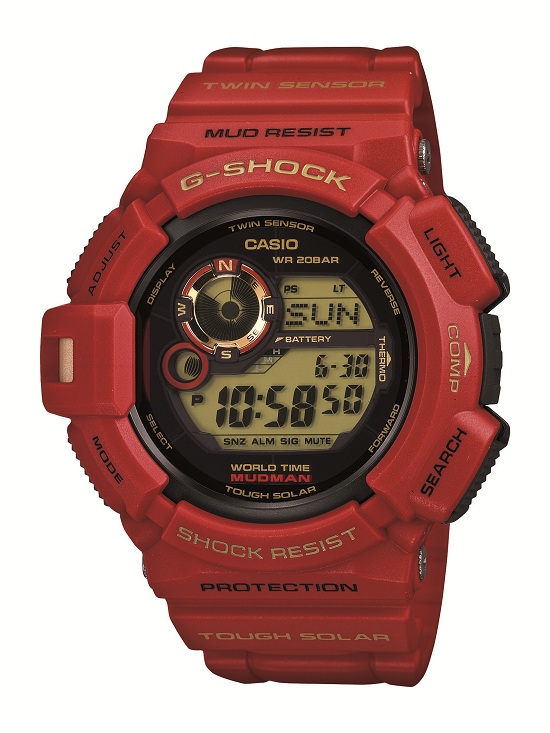 TWIN SENSOR
MUD RESIST
G-SHOCK
TWIN SENSOR
CASIO
WR 20BAR
ADJUST
LIGHT
DISPLAY
REVERSE
N
E
SE
S
W
PS LT
SUN
BATTERY
H
M
THERMO
COMP
6-30
P 10:58 50
SNZ ALM SIG MUTE
SELECT
FORWARD
MODE
SEARCH
WORLD TIME
MUDMAN
TOUGH SOLAR
SHOCK RESIST
PROTECTION
TOUGH SOLAR